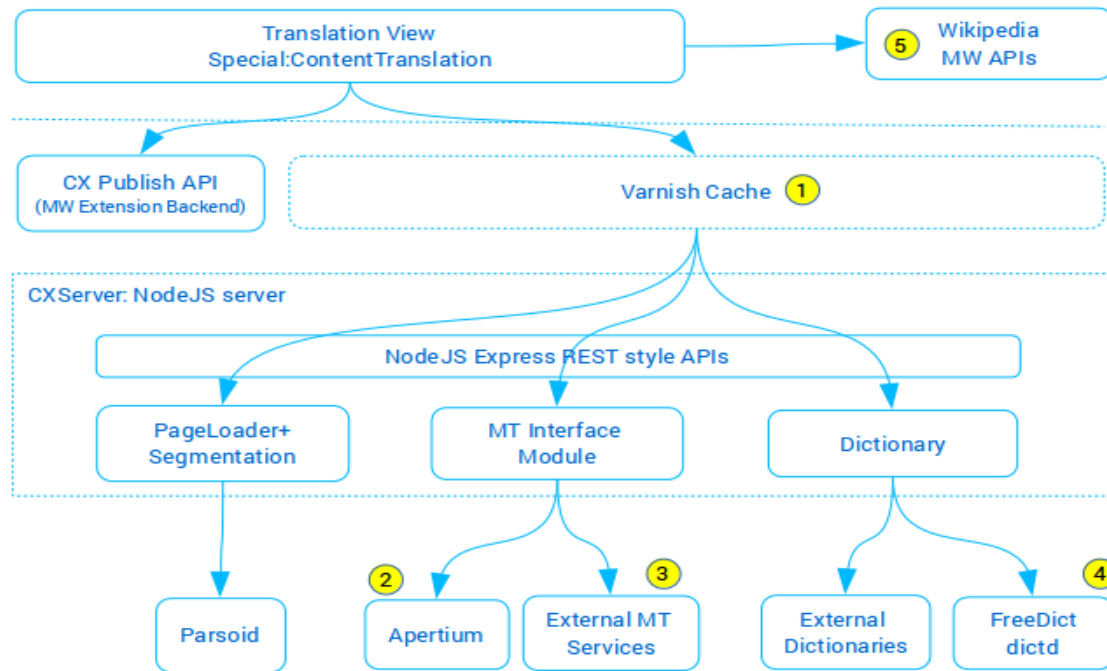 Translation View
Special:ContentTranslation
5
Wikipedia
MW APIs
CX Publish API
(MW Extension Backend)
Varnish Cache
1
CXServer: NodeJS server
NodeJS Express REST style APIs
PageLoader+
Segmentation
MT Interface
Module
Dictionary
2
3
4
Parsoid
Apertium
External MT
Services
External
Dictionaries
FreeDict
dictd